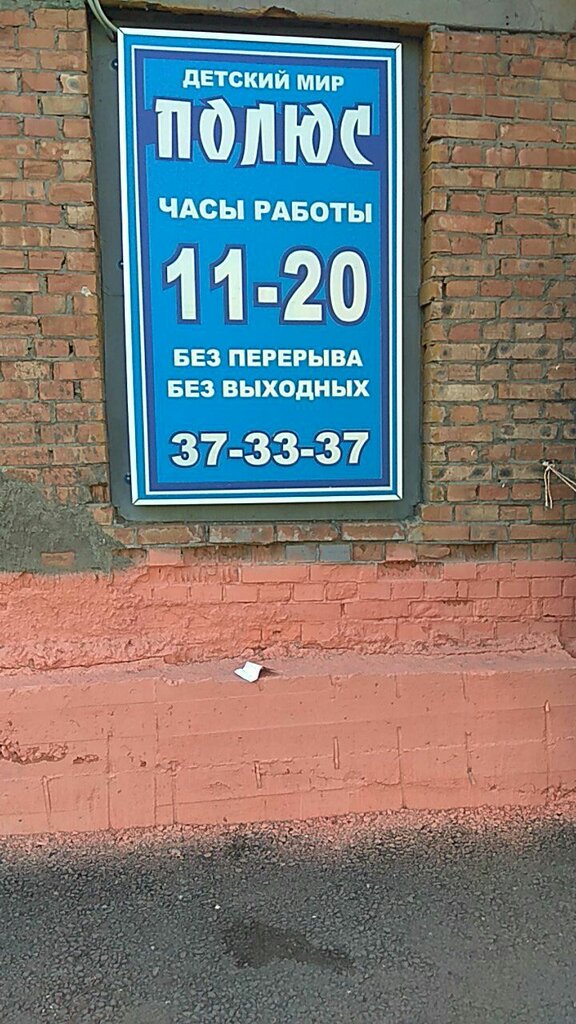 ДЕТСКИЙ МИР
ПОЛЮС
ЧАСЫ РАБОТЫ
11-20
БЕЗ ПЕРЕРЫВА
БЕЗ ВЫХОДНЫХ
37-33-37